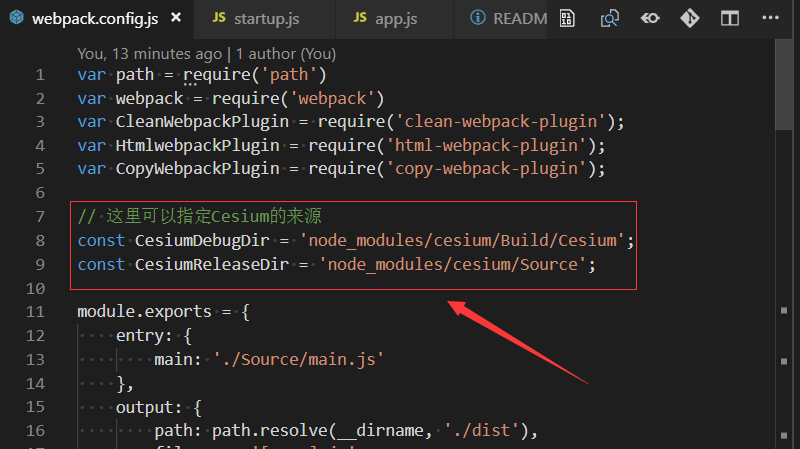 webpack.config.js × JS startup.js JS app.js README
You, 13 minutes ago | 1 author (You)
1 var path = require('path')
2 var webpack = require('webpack')
3 var CleanWebpackPlugin = require('clean-webpack-plugin');
4 var HtmlwebpackPlugin = require('html-webpack-plugin');
5 var CopyWebpackPlugin = require('copy-webpack-plugin');
6
7 // 这里可以指定Cesium的来源
8 const CesiumDebugDir = 'node_modules/cesium/Build/Cesium';
9 const CesiumReleaseDir = 'node_modules/cesium/Source';
10
11 module.exports = {
12 entry: {
13 main: './Source/main.js'
14 },
15 output: {
16 path: path.resolve(__dirname, './dist'),